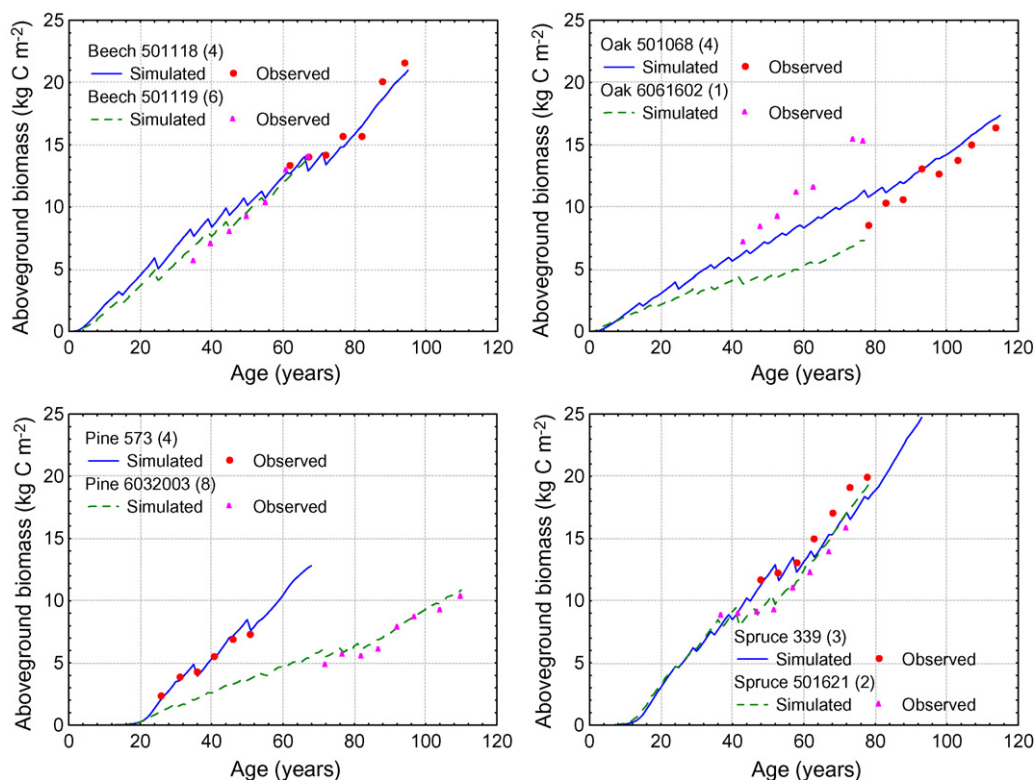 Aboveground biomass (kg C m-2)
25
20
15
10
5
0
Beech 501118 (4)
Simulated Observed
Beech 501119 (6)
Simulated Observed
0 20 40 60 80 100 120
Age (years)
Aboveground biomass (kg C m-2)
25
20
15
10
5
0
Oak 501068 (4)
Simulated Observed
Oak 6061602 (1)
Simulated Observed
0 20 40 60 80 100 120
Age (years)
Aboveground biomass (kg C m-2)
25
20
15
10
5
0
Pine 573 (4)
Simulated Observed
Pine 6032003 (8)
Simulated Observed
0 20 40 60 80 100 120
Age (years)
Aboveground biomass (kg C m-2)
25
20
15
10
5
0
Spruce 339 (3)
Simulated Observed
Spruce 501621 (2)
Simulated Observed
0 20 40 60 80 100 120
Age (years)